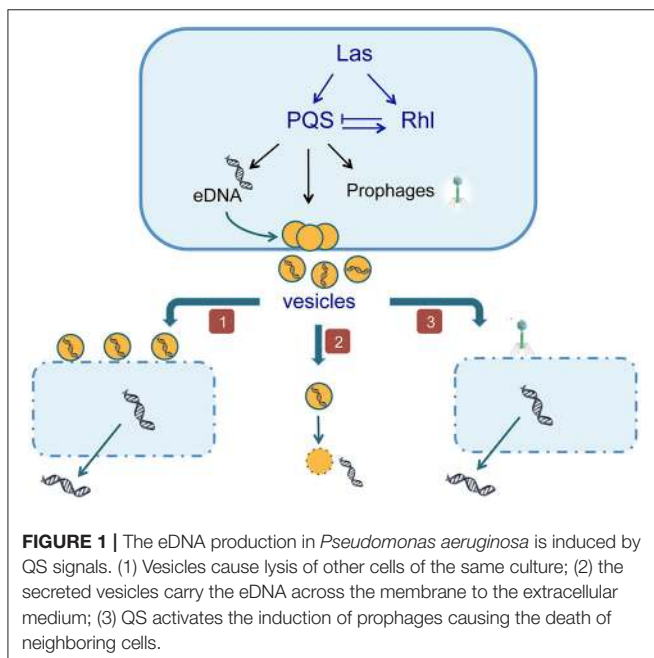 Las
PQS
Rhl
eDNA
Prophages
vesicles
1
2
3
FIGURE 1 | The eDNA production in Pseudomonas aeruginosa is induced by
QS signals. (1) Vesicles cause lysis of other cells of the same culture; (2) the
secreted vesicles carry the eDNA across the membrane to the extracellular
medium; (3) QS activates the induction of prophages causing the death of
neighboring cells.